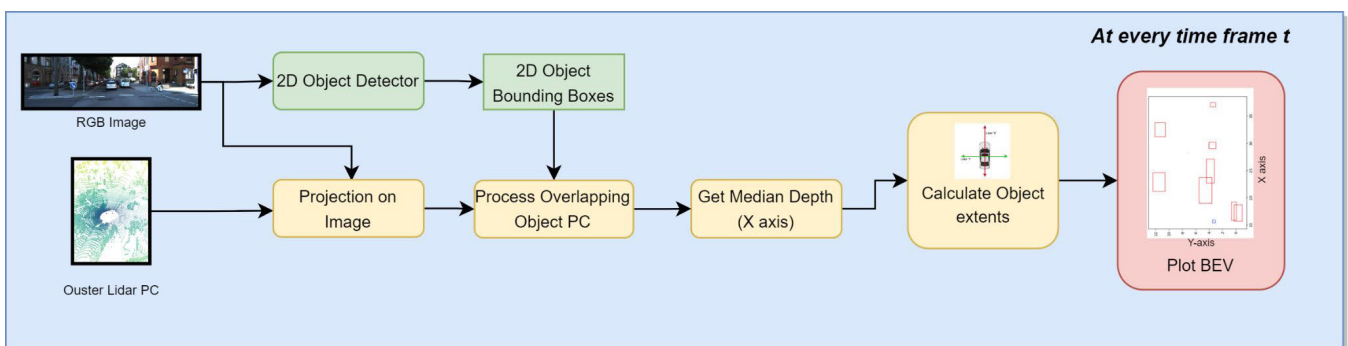 At every time frame t
RGB Image
2D Object Detector
2D Object
Bounding Boxes
Ouster Lidar PC
Projection on
Image
Process Overlapping
Object PC
Get Median Depth
(X axis)
Calculate Object
extents
X axis
Y-axis
Plot BEV